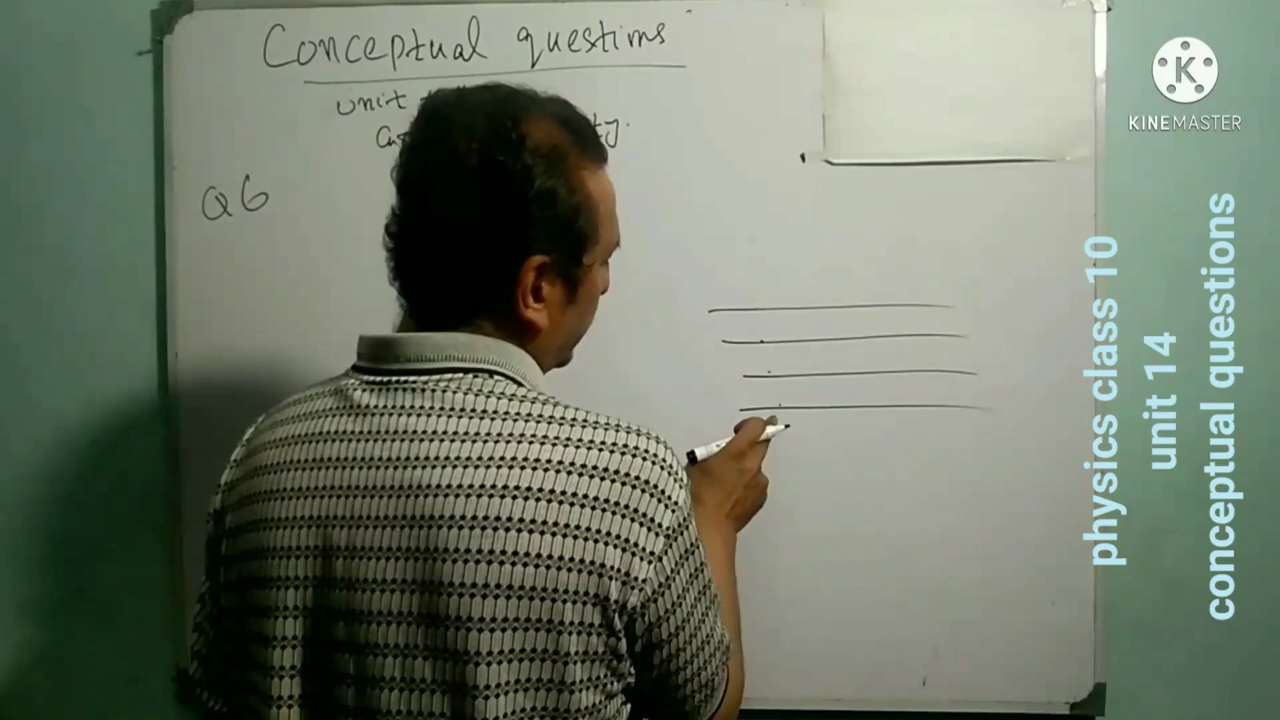 Conceptual questions
unit
Q6
K
KINEMASTER
physics class 10
unit 14
conceptual questions